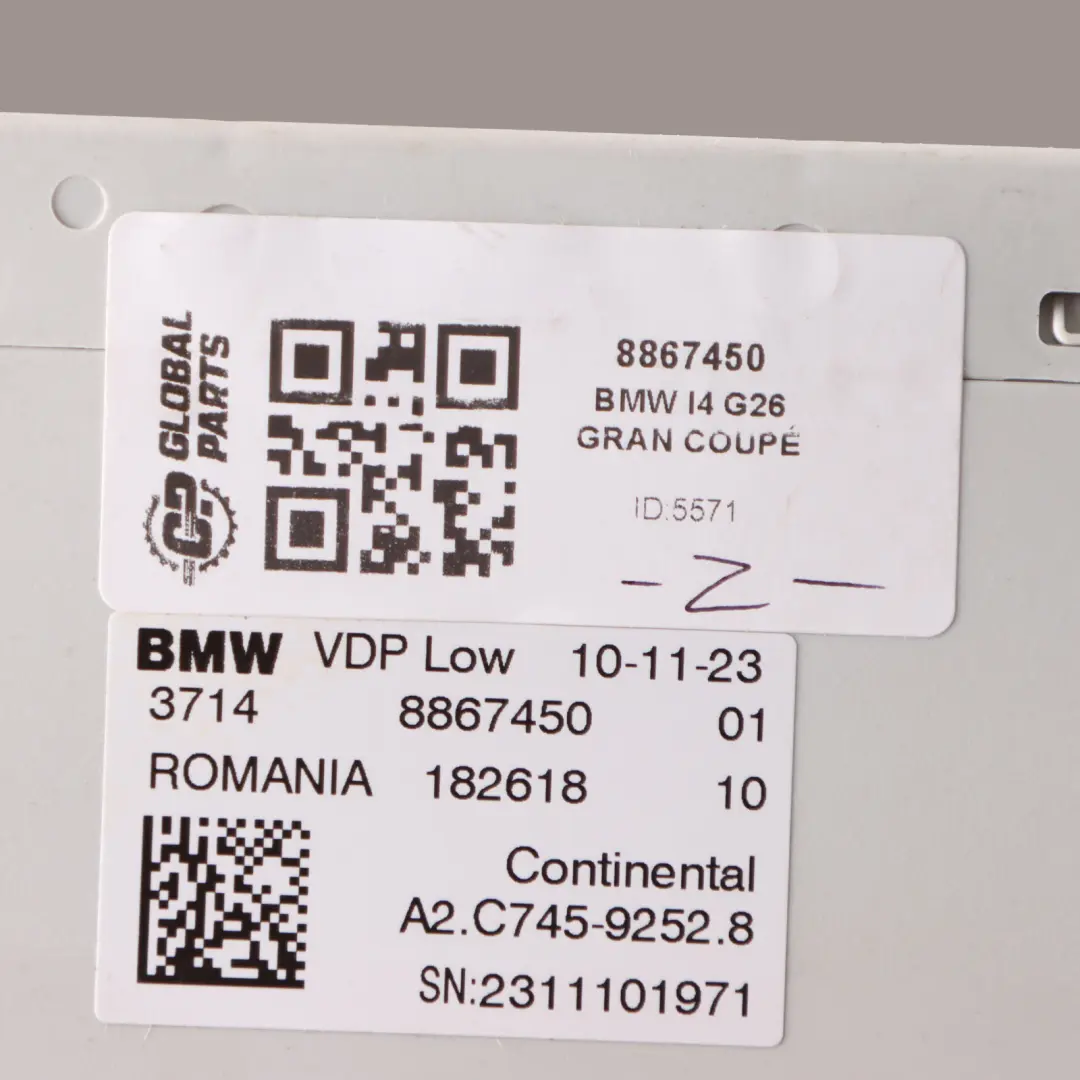 GLOBAL
PARTS
GP
8867450
BMW I4 G26
GRAN COUPÉ
ID:5571
- Z -
BMW VDP Low 10-11-23
3714 8867450 01
ROMANIA 182618 10
Continental
A2.C745-9252.8
SN:2311101971